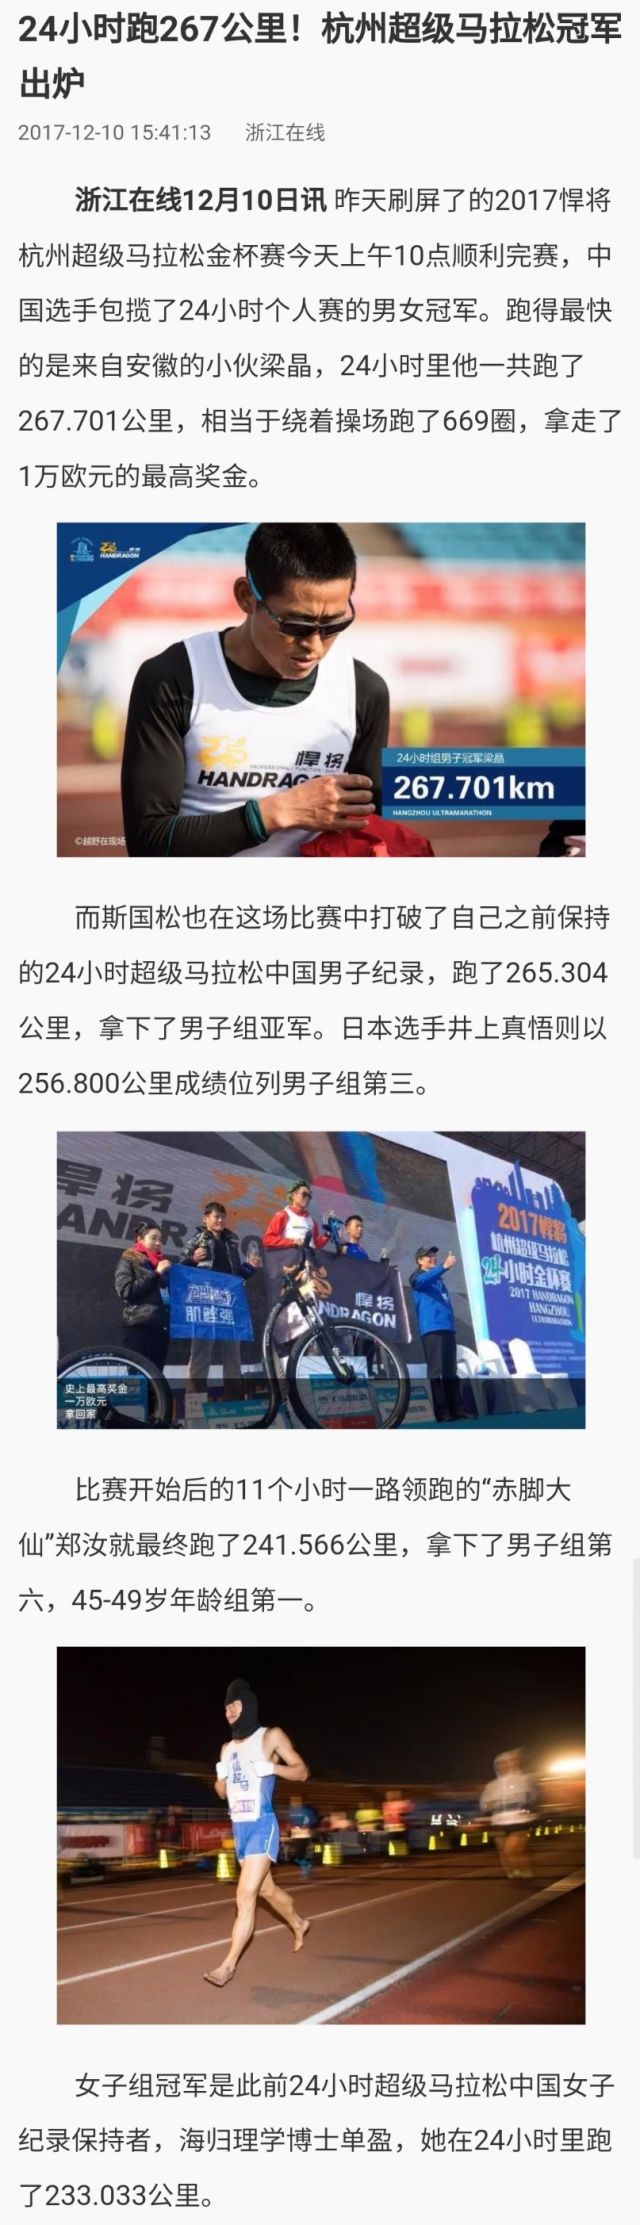 24小时跑267公里！杭州超级马拉松冠军
出炉
2017-12-10 15:41:13 浙江在线
浙江在线12月10日讯 昨天刷屏了的2017悍将
杭州超级马拉松金杯赛今天上午10点顺利完赛，中
国选手包揽了24小时个人赛的男女冠军。跑得最快
的是来自安徽的小伙梁晶，24小时里他一共跑了
267.701公里，相当于绕着操场跑了669圈，拿走了
1万欧元的最高奖金。
悍将
HANDRAGON
悍将
HANDRAG
24小时组男子冠军梁晶
267.701km
HANGZHOU ULTRAMARATHON
©越野在现场
而斯国松也在这场比赛中打破了自己之前保持
的24小时超级马拉松中国男子纪录，跑了265.304
公里，拿下了男子组亚军。日本选手井上真悟则以
256.800公里成绩位列男子组第三。
悍将
ANDRAGO
肌鲤强
悍将
HANDRAGON
2017悍将
杭州超级马拉松
24小时金杯赛
2017 HANDRAGON
HANGZHOU
ULTRAMARATHON
史上最高奖金
一万欧元
拿回家
比赛开始后的11个小时一路领跑的“赤脚大
仙”郑汝就最终跑了241.566公里，拿下了男子组第
六，45-49岁年龄组第一。
女子组冠军是此前24小时超级马拉松中国女子
纪录保持者，海归理学博士单盈，她在24小时里跑
了233.033公里。